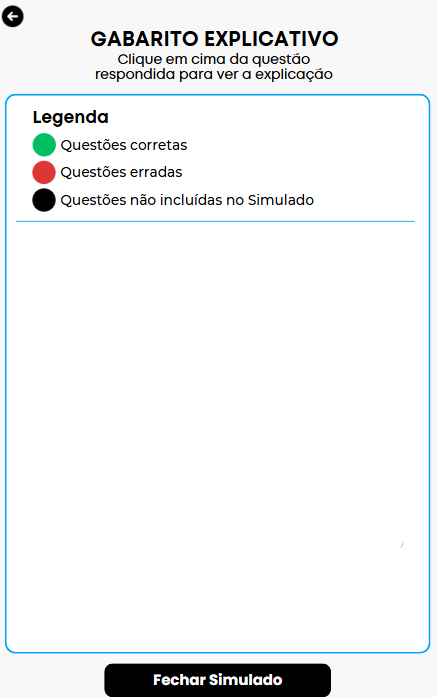 GABARITO EXPLICATIVO
Clique em cima da questão
respondida para ver a explicação
Legenda
Questões corretas
Questões erradas
Questões não incluídas no Simulado
Fechar Simulado